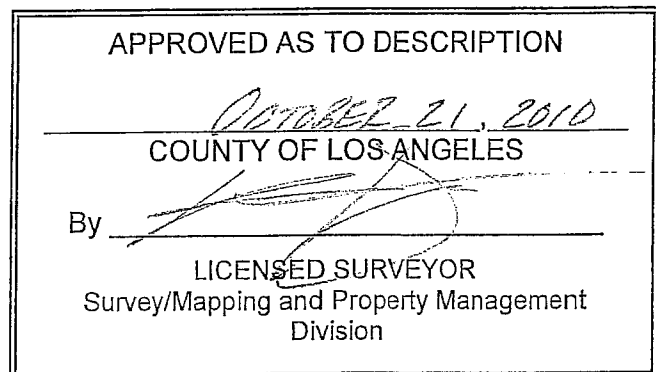 APPROVED AS TO DESCRIPTION
OCTOBER 21, 2010
COUNTY OF LOS ANGELES
By
LICENSED SURVEYOR
Survey/Mapping and Property Management
Division